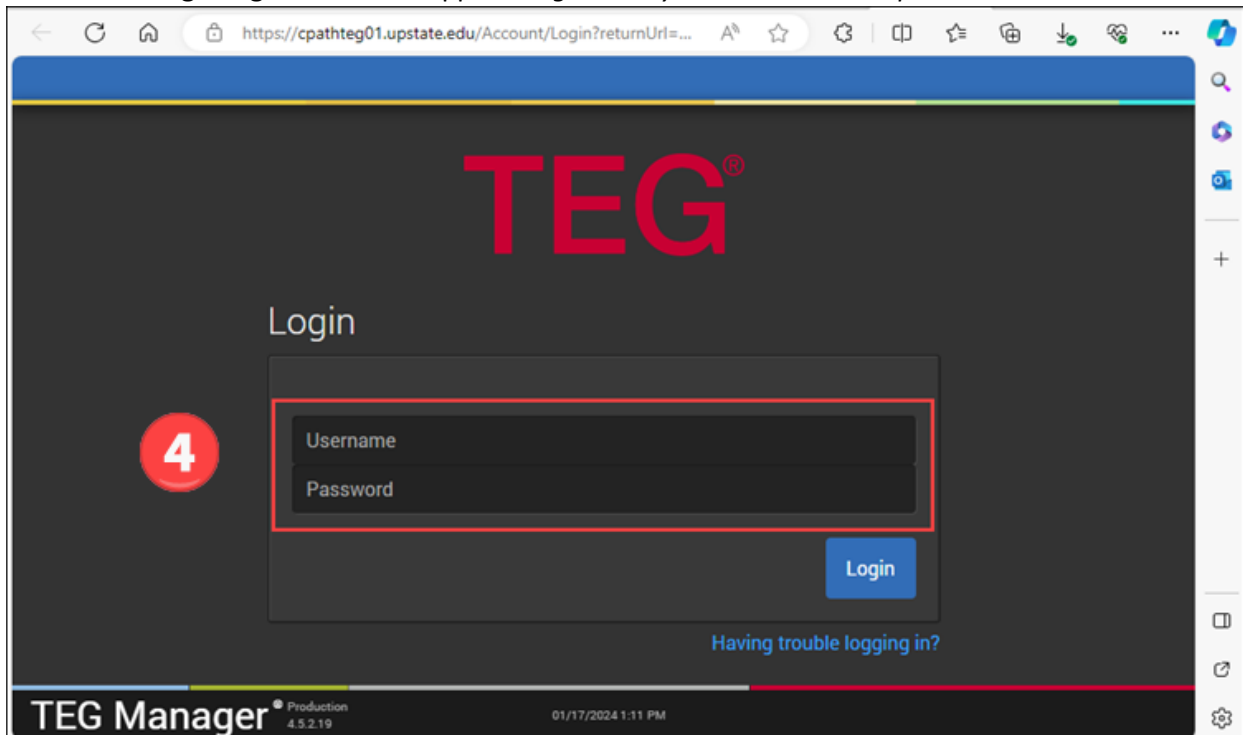 https://cpathteg01.upstate.edu/Account/Login?returnUrl=...
TEG®
Login
4
Username
Password
Login
Having trouble logging in?
TEG Manager® Production
4.5.2.19
01/17/2024 1:11 PM